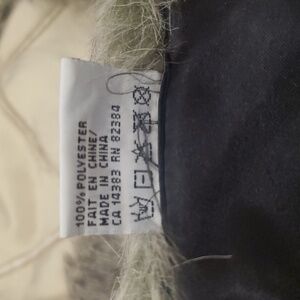 100% POLYESTER
FAIT EN CHINE/
MADE IN CHINA
CA 14383 RN 82384